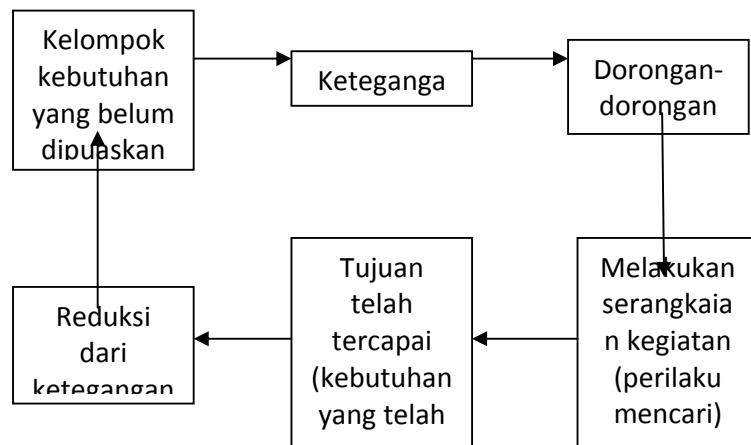 Kelompok
kebutuhan
yang belum
dipuaskan
Keteganga
Dorongan-
dorongan
Melakukan
serangkaia
n kegiatan
(perilaku
mencari)
Tujuan
telah
tercapai
(kebutuhan
yang telah
Reduksi
dari
ketegangan